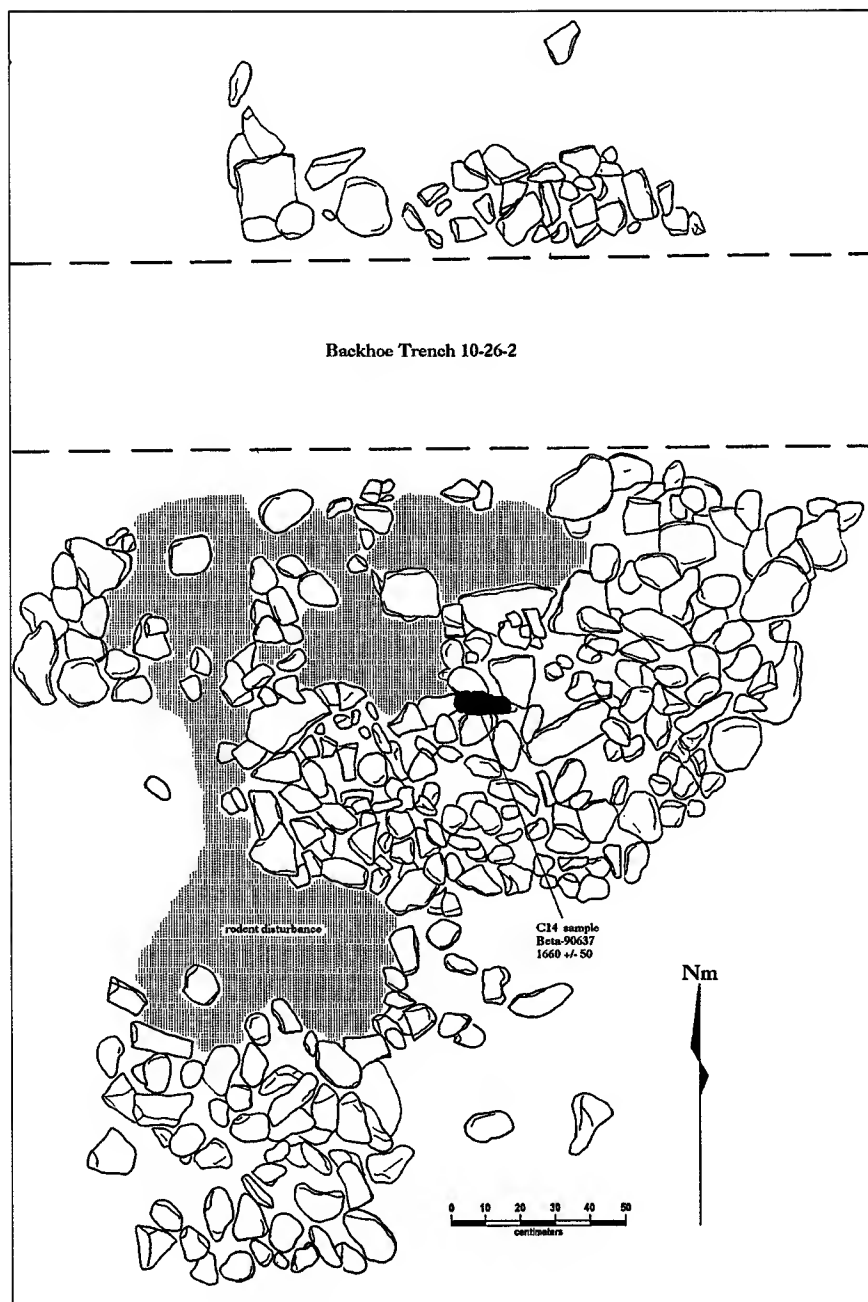 Backhoe Trench 10-26-2
rodent disturbance
C14 sample
Beta-90637
1660 +/- 50
Nm
0 10 20 30 40 50
centimeters